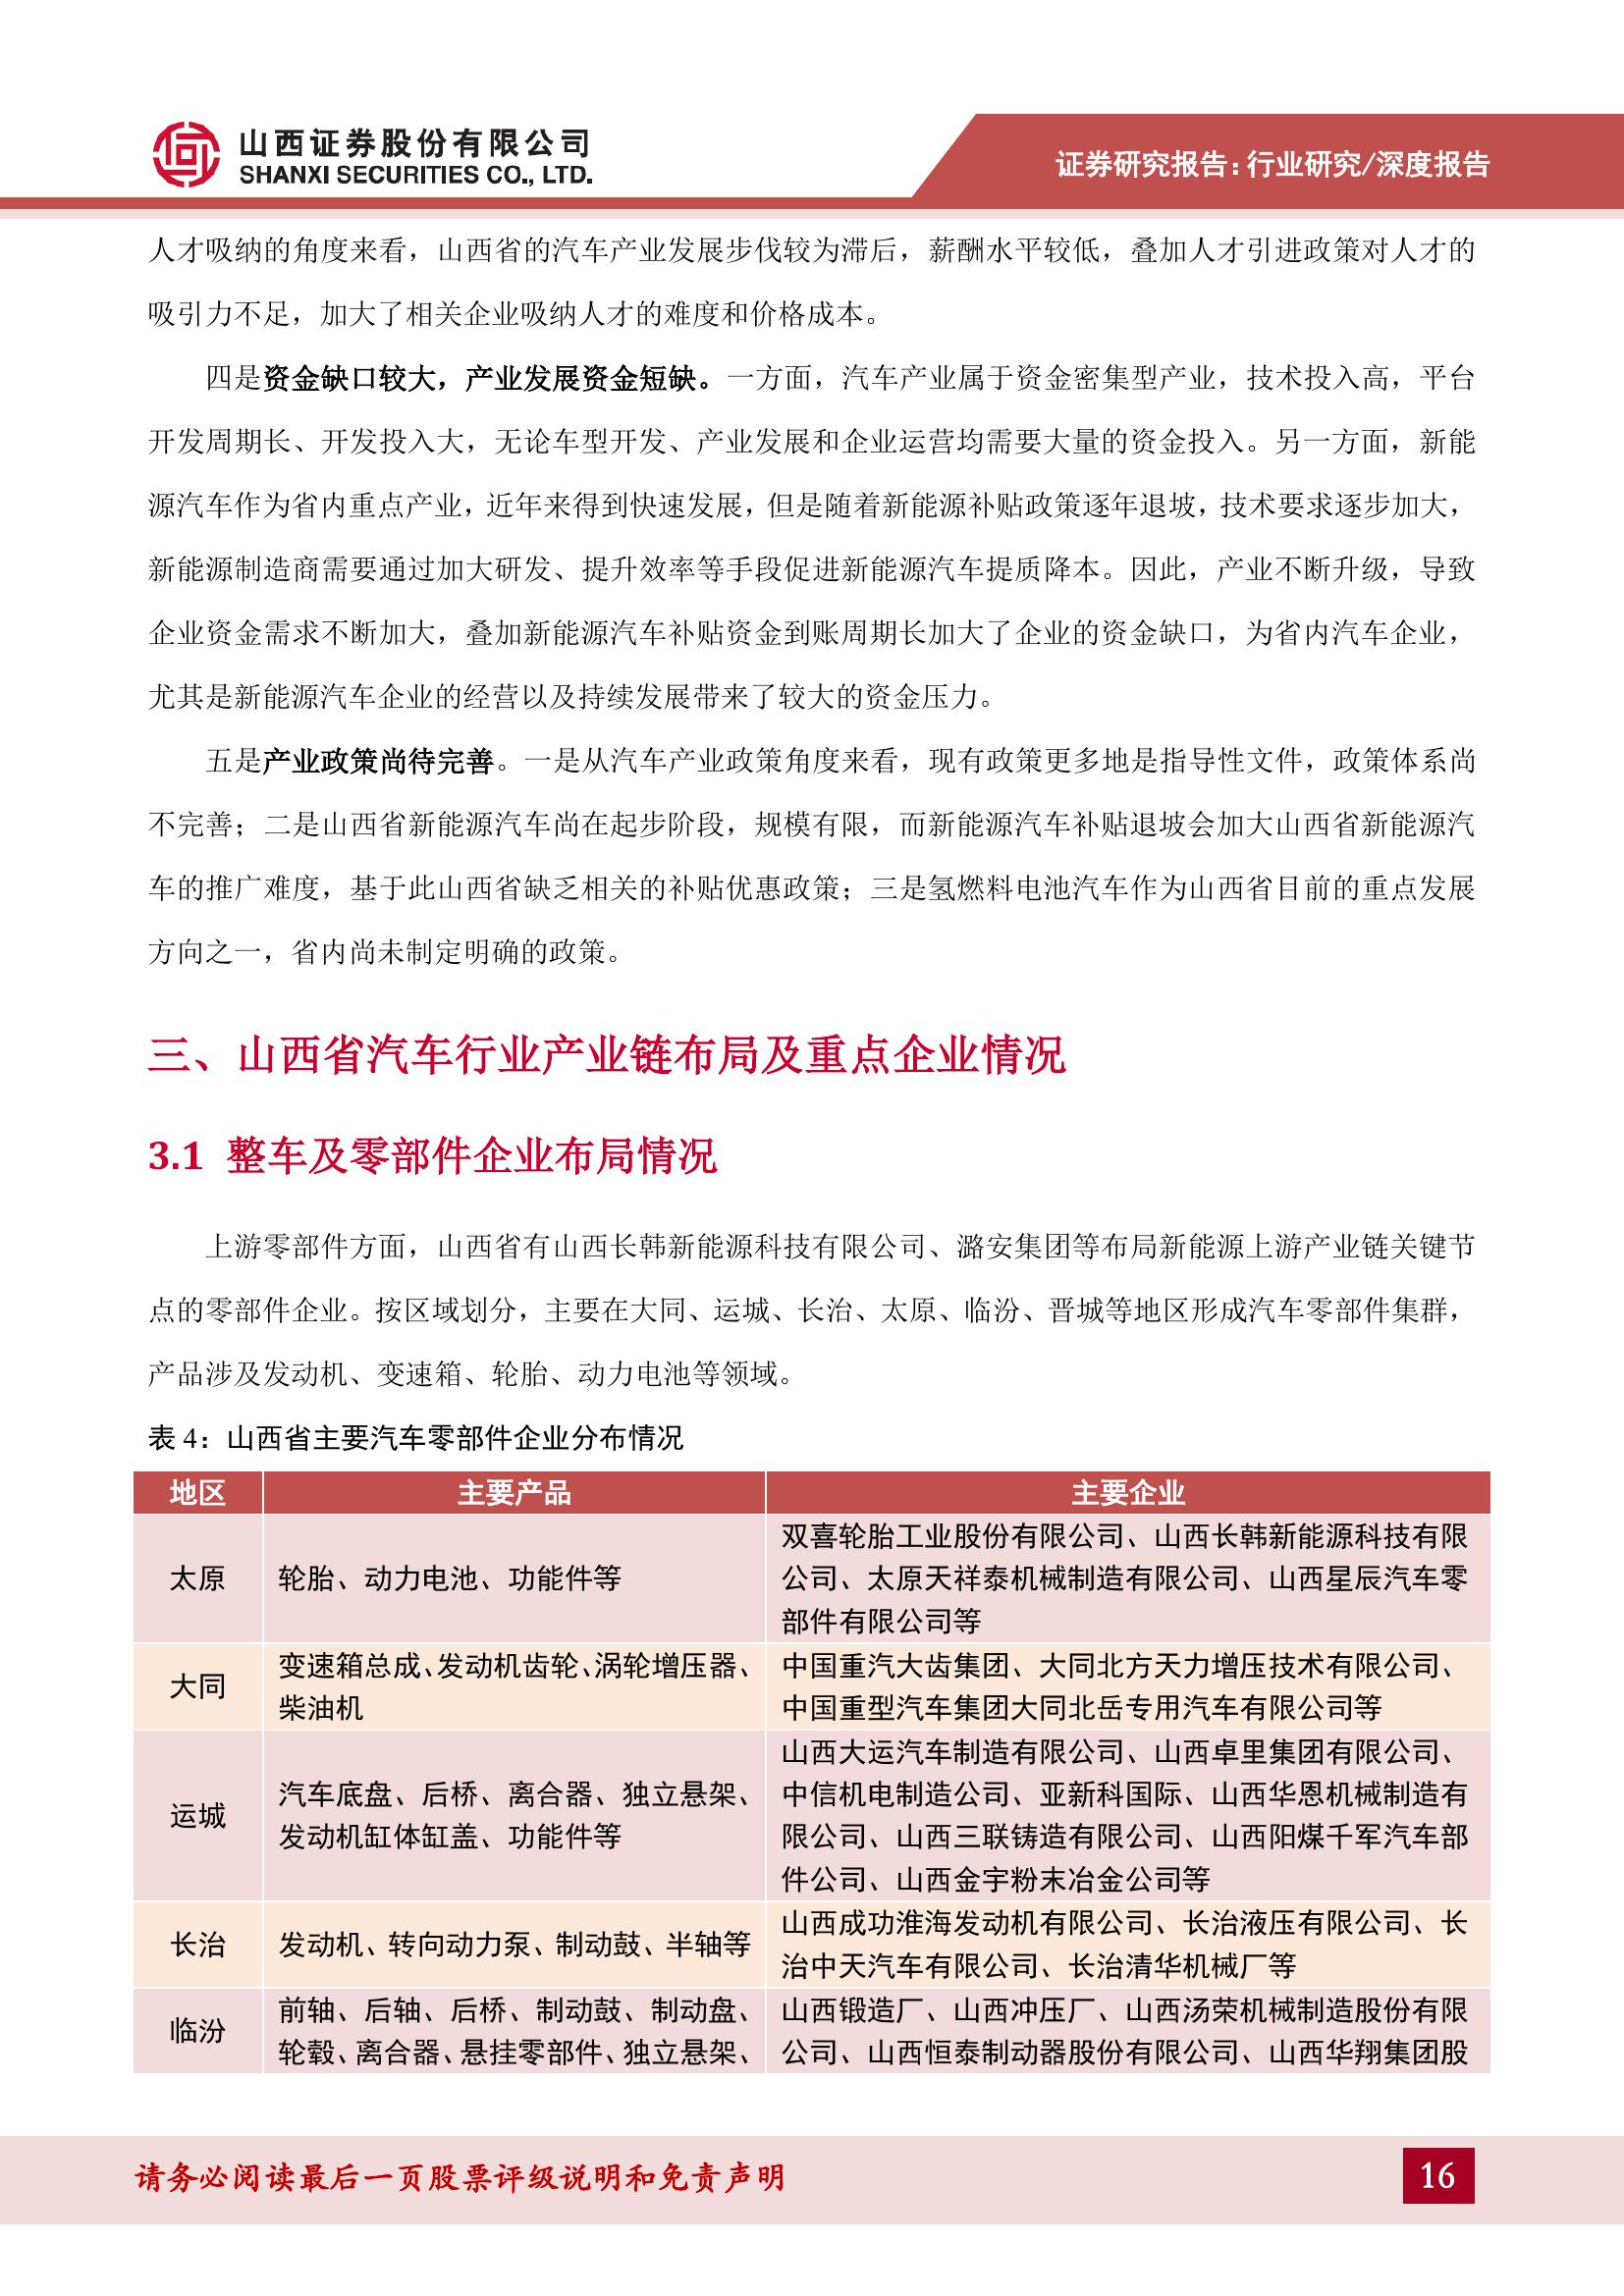 山西证券股份有限公司
SHANXI SECURITIES CO., LTD.
证券研究报告:行业研究/深度报告
人才吸纳的角度来看，山西省的汽车产业发展步伐较为滞后，薪酬水平较低，叠加人才引进政策对人才的
吸引力不足，加大了相关企业吸纳人才的难度和价格成本。
四是资金缺口较大，产业发展资金短缺。一方面，汽车产业属于资金密集型产业，技术投入高，平台
开发周期长、开发投入大，无论车型开发、产业发展和企业运营均需要大量的资金投入。另一方面，新能
源汽车作为省内重点产业，近年来得到快速发展，但是随着新能源补贴政策逐年退坡，技术要求逐步加大，
新能源制造商需要通过加大研发、提升效率等手段促进新能源汽车提质降本。因此，产业不断升级，导致
企业资金需求不断加大，叠加新能源汽车补贴资金到账周期长加大了企业的资金缺口，为省内汽车企业，
尤其是新能源汽车企业的经营以及持续发展带来了较大的资金压力。
五是产业政策尚待完善。一是从汽车产业政策角度来看，现有政策更多地是指导性文件，政策体系尚
不完善；二是山西省新能源汽车尚在起步阶段，规模有限，而新能源汽车补贴退坡会加大山西省新能源汽
车的推广难度，基于此山西省缺乏相关的补贴优惠政策；三是氢燃料电池汽车作为山西省目前的重点发展
方向之一，省内尚未制定明确的政策。
三、山西省汽车行业产业链布局及重点企业情况
3.1 整车及零部件企业布局情况
上游零部件方面，山西省有山西长韩新能源科技有限公司、潞安集团等布局新能源上游产业链关键节
点的零部件企业。按区域划分，主要在大同、运城、长治、太原、临汾、晋城等地区形成汽车零部件集群，
产品涉及发动机、变速箱、轮胎、动力电池等领域。
表 4：山西省主要汽车零部件企业分布情况
地区 主要产品 主要企业
太原
轮胎、动力电池、功能件等
双喜轮胎工业股份有限公司、山西长韩新能源科技有限
公司、太原天祥泰机械制造有限公司、山西星辰汽车零
部件有限公司等
大同
变速箱总成、发动机齿轮、涡轮增压器、
柴油机
中国重汽大齿集团、大同北方天力增压技术有限公司、
中国重型汽车集团大同北岳专用汽车有限公司等
运城
汽车底盘、后桥、离合器、独立悬架、
发动机缸体缸盖、功能件等
山西大运汽车制造有限公司、山西卓里集团有限公司、
中信机电制造公司、亚新科国际、山西华恩机械制造有
限公司、山西三联铸造有限公司、山西阳煤千军汽车部
件公司、山西金宇粉末冶金公司等
长治
发动机、转向动力泵、制动鼓、半轴等
山西成功淮海发动机有限公司、长治液压有限公司、长
治中天汽车有限公司、长治清华机械厂等
临汾
前轴、后轴、后桥、制动鼓、制动盘、
轮毂、离合器、悬挂零部件、独立悬架、
山西锻造厂、山西冲压厂、山西汤荣机械制造股份有限
公司、山西恒泰制动器股份有限公司、山西华翔集团股
请务必阅读最后一页股票评级说明和免责声明
16